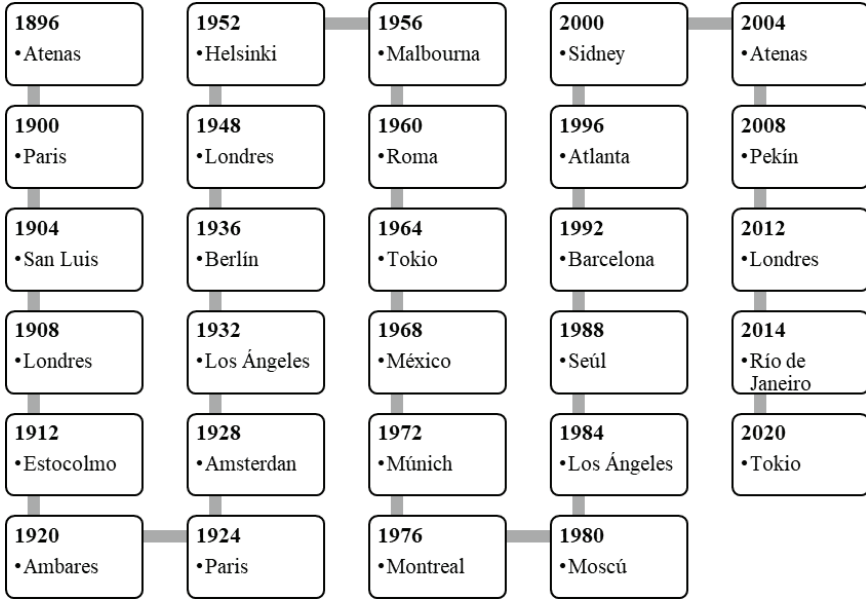 1896
•Atenas
1900
•Paris
1904
•San Luis
1908
•Londres
1912
•Estocolmo
1920
•Ambares
1924
•Paris
1928
•Amsterdan
1932
•Los Ángeles
1936
•Berlín
1948
•Londres
1952
•Helsinki
1956
•Malbourna
1960
•Roma
1964
•Tokio
1968
•México
1972
•Múnich
1976
•Montreal
1980
•Moscú
1984
•Los Ángeles
1988
•Seúl
1992
•Barcelona
1996
•Atlanta
2000
•Sidney
2004
•Atenas
2008
•Pekín
2012
•Londres
2014
•Río de
Janeiro
2020
•Tokio